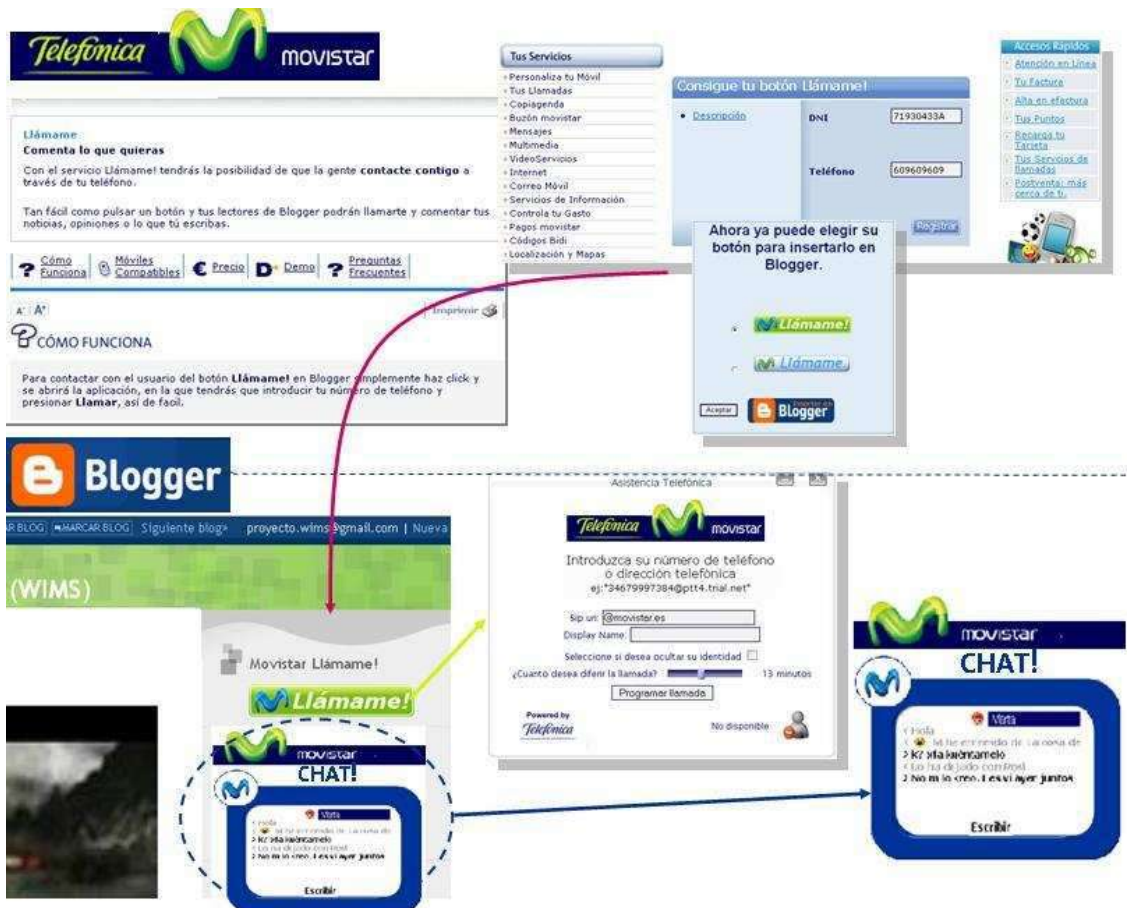 Telefónica
movistar
Llámame
Comenta lo que quieras
Con el servicio Llámame! tendrás la posibilidad de que la gente contacte contigo a
través de tu teléfono.
Tan fácil como pulsar un botón y tus lectores de Blogger podrán llamarte y comentar tus
noticias, opiniones o lo que tú escribas.
Cómo Funciona
Móviles Compatibles
Precio
Demo
Preguntas Frecuentes
Imprimir
CÓMO FUNCIONA
Para contactar con el usuario del botón Llámame! en Blogger simplemente haz click y
se abrirá la aplicación, en la que tendrás que introducir tu número de teléfono y
presionar Llamar, asi de facil.
Tus Servicios
Personaliza tu Móvil
Tus Llamadas
Copiagenda
Buzón movistar
Mensajes
Multimedia
VideoServicios
Internet
Correo Móvil
Servicios de Información
Controla tu Gasto
Pagos movistar
Códigos Bidi
Localización y Mapas
Consigue tu botón Llámame!
Descripción
DNI
71930433A
Teléfono
609609609
Registrar
Accesos Rápidos
Atención en Línea
Tu Factura
Alta en efactura
Tus Puntos
Recarga tu
Tarjeta
Tus Servcios de
llamadas
Postventa: más
cerca de ti.
Ahora ya puede elegir su
botón para insertarlo en
Blogger.
Llámame!
Llámame
Aceptar
Blogger
Blogger
MARCAR BLOG
Siguiente blog»
proyecto.wims@gmail.com | Nueva
(WIMS)
Movistar Llámame!
Llámame!
movistar
CHAT!
< Hola
> k? xfa kuéntamelo
Escribir
Asistencia Telefónica
Telefónica
movistar
Introduzca su número de teléfono
o dirección telefónica
ej:"34679997384@ptt4.trial.net"
Sip uri: @movistar.es
Display Name:
Seleccione si desea ocultar su identidad
¿Cuanto desea diferir la llamada?
13 minutos
Programar llamada
Powered by
Telefónica
No disponible
movistar
CHAT!
< Hola
> k? xfa kuéntamelo
Escribir